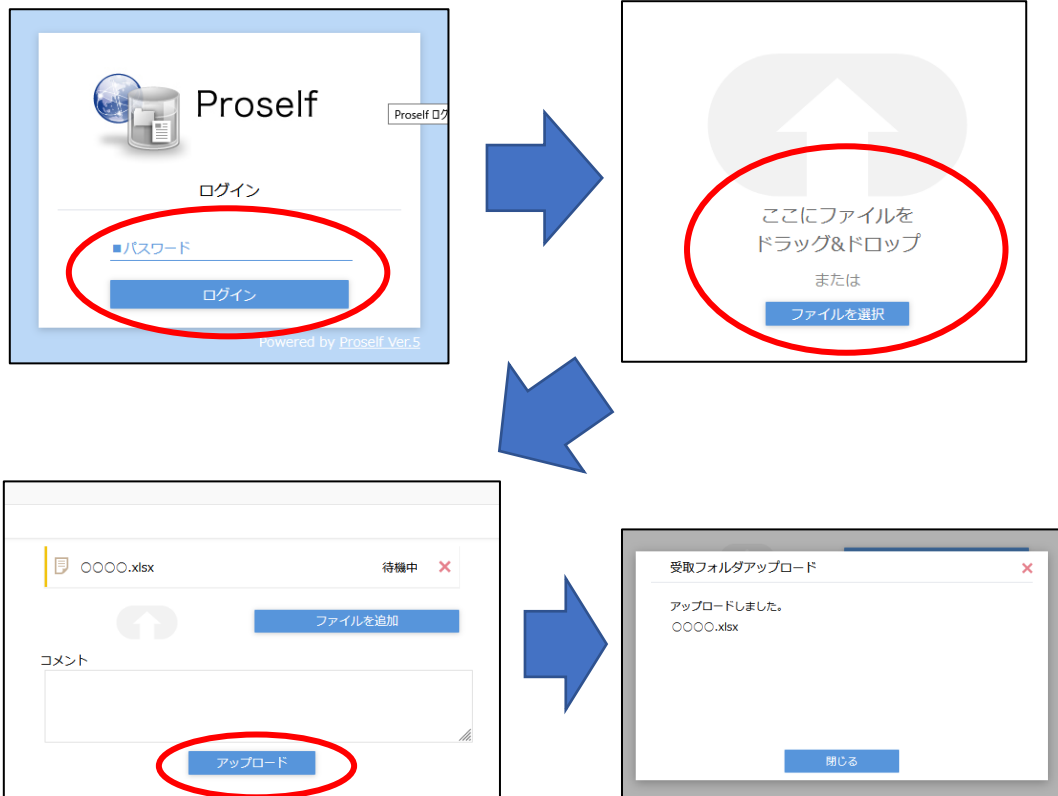 Proself
Proself ログ
ログイン
■パスワード
ログイン
Powered by Proself Ver.5
ここにファイルを
ドラッグ&ドロップ
または
ファイルを選択
○○○○.xlsx 待機中
ファイルを追加
コメント
アップロード
受取フォルダアップロード
アップロードしました。
○○○○.xlsx
閉じる